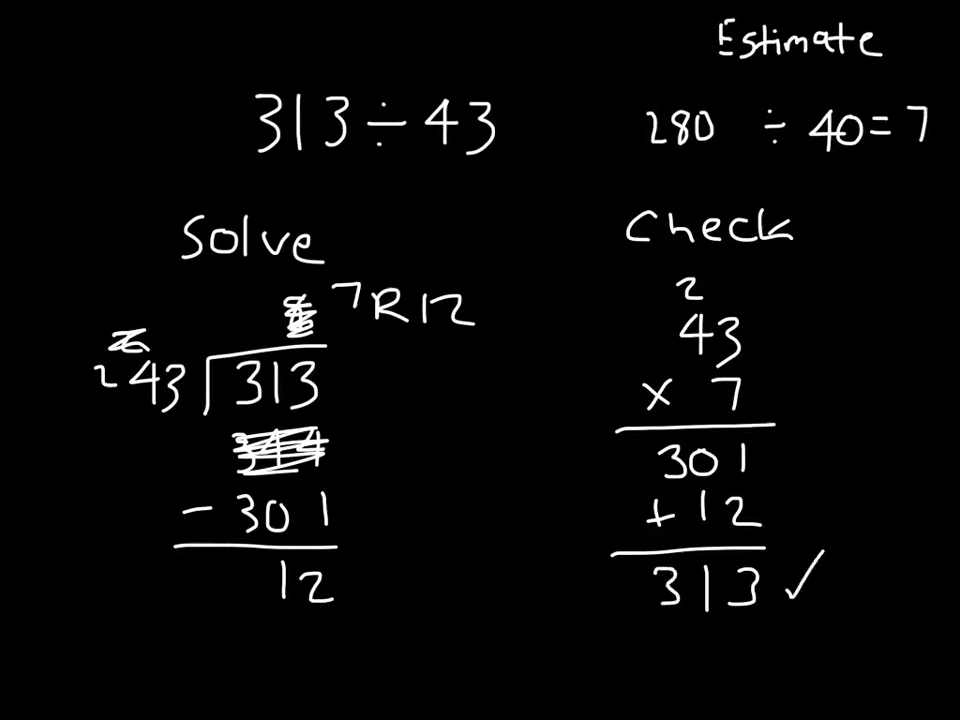 Estimate
313 ÷ 43
280 ÷ 40 = 7
Solve
7 R 12
2 43 313
- 301
12
Check
2
43
x 7
301
+ 12
313 ✓